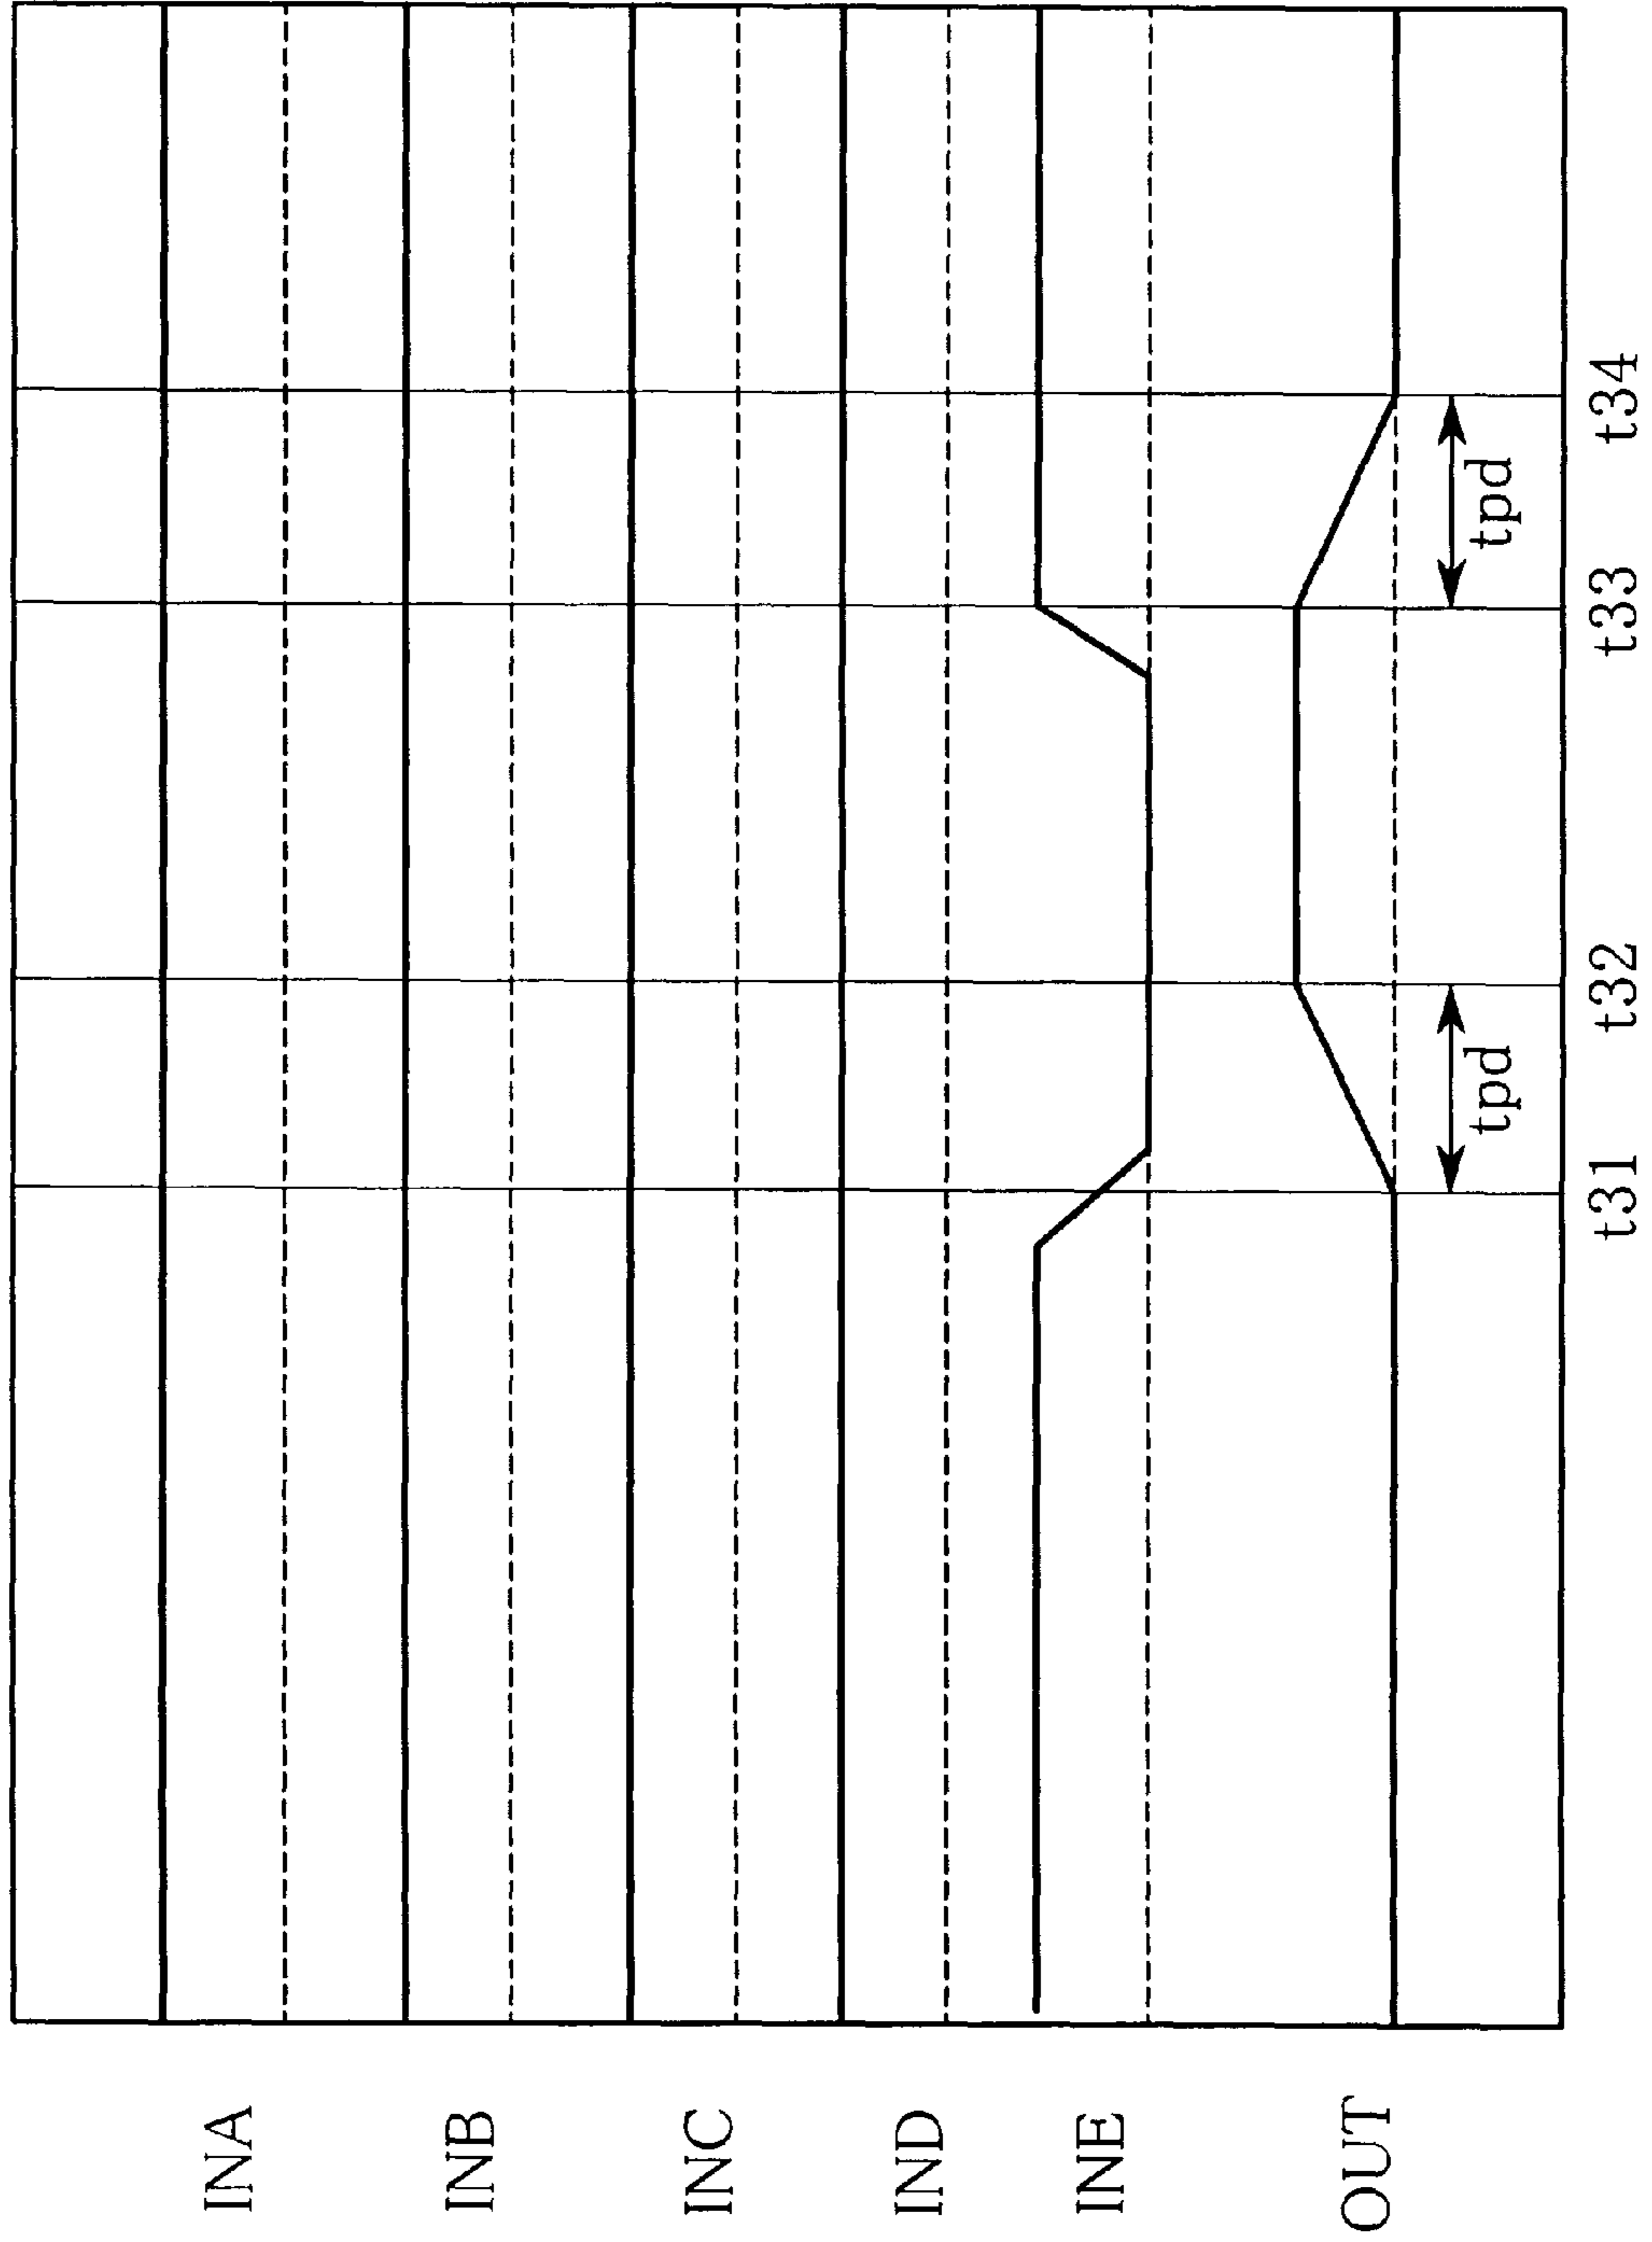 INA
INB
INC
IND
INE
OUT
tpd
tpd
t31
t32
t33
t34